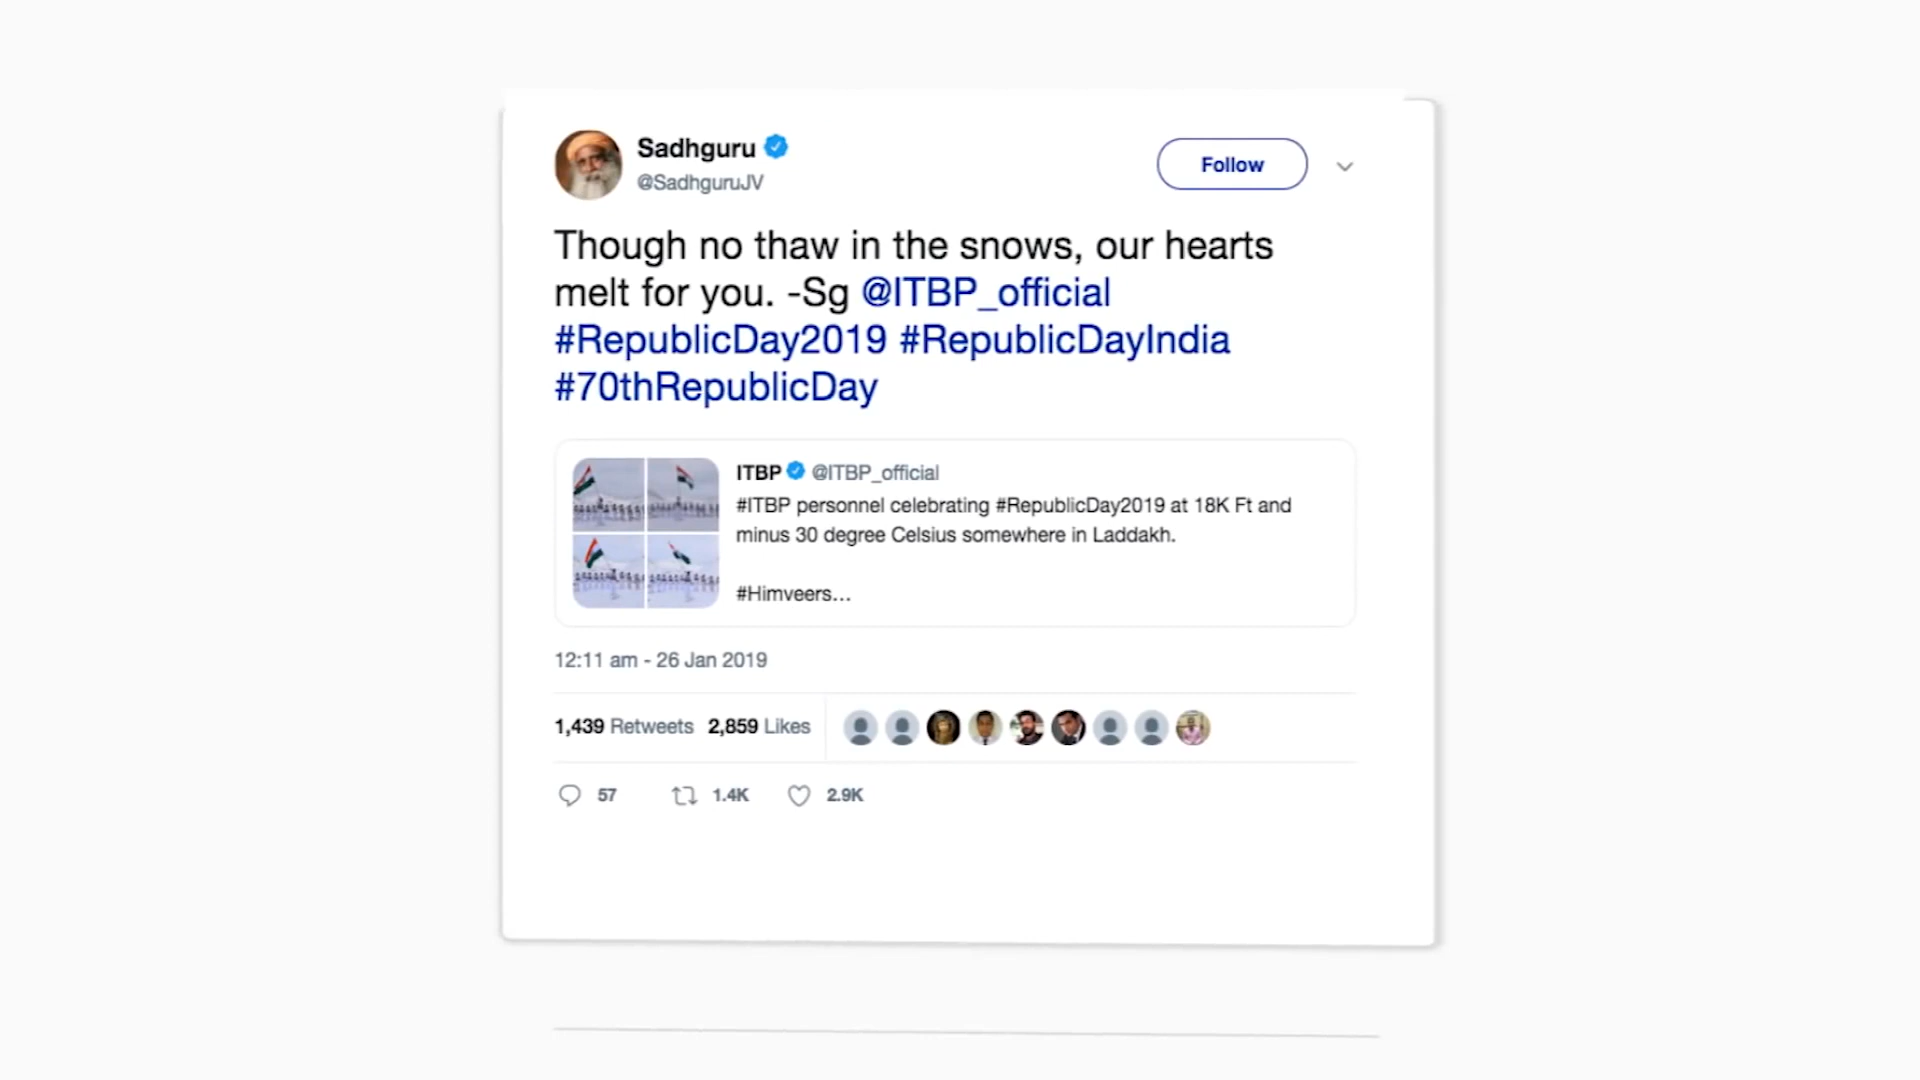 Sadhguru
@SadhguruJV
Follow
Though no thaw in the snows, our hearts
melt for you. -Sg @ITBP_official
#RepublicDay2019 #RepublicDayIndia
#70thRepublicDay
ITBP @ITBP_official
#ITBP personnel celebrating #RepublicDay2019 at 18K Ft and
minus 30 degree Celsius somewhere in Laddakh.
#Himveers...
12:11 am - 26 Jan 2019
1,439 Retweets 2,859 Likes
57 1.4K 2.9K